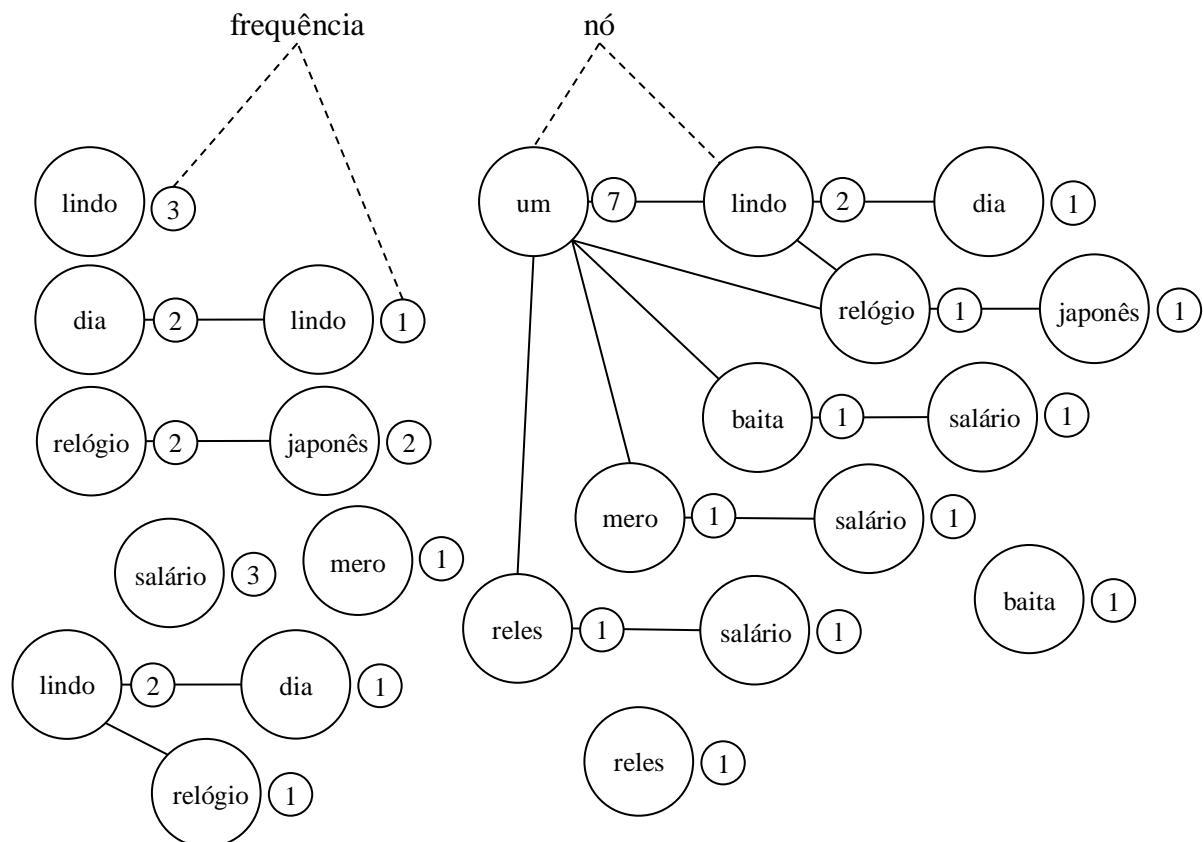 frequência nó
lindo 3 um 7 lindo 2 dia 1
dia 2 lindo 1 relógio 1 japonês 1
relógio 2 japonês 2 baita 1 salário 1
mero 1 salário 1
salário 3 mero 1 baita 1
reles 1 salário 1
lindo 2 dia 1
reles 1
relógio 1